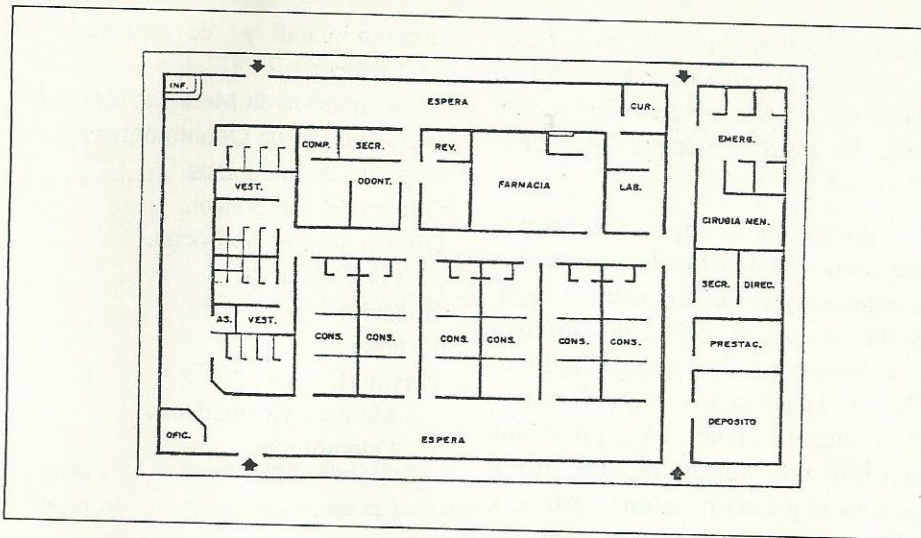 INF.
ESPERA
CUR.
EMERG.
COMP.
SECR.
REV.
VEST.
ODONT.
FARMACIA
LAB.
CIRUGIA MEN.
SECR.
DIREC.
AS.
VEST.
CONS.
CONS.
CONS.
CONS.
CONS.
CONS.
PRESTAC.
DEPOSITO
OFIC.
ESPERA